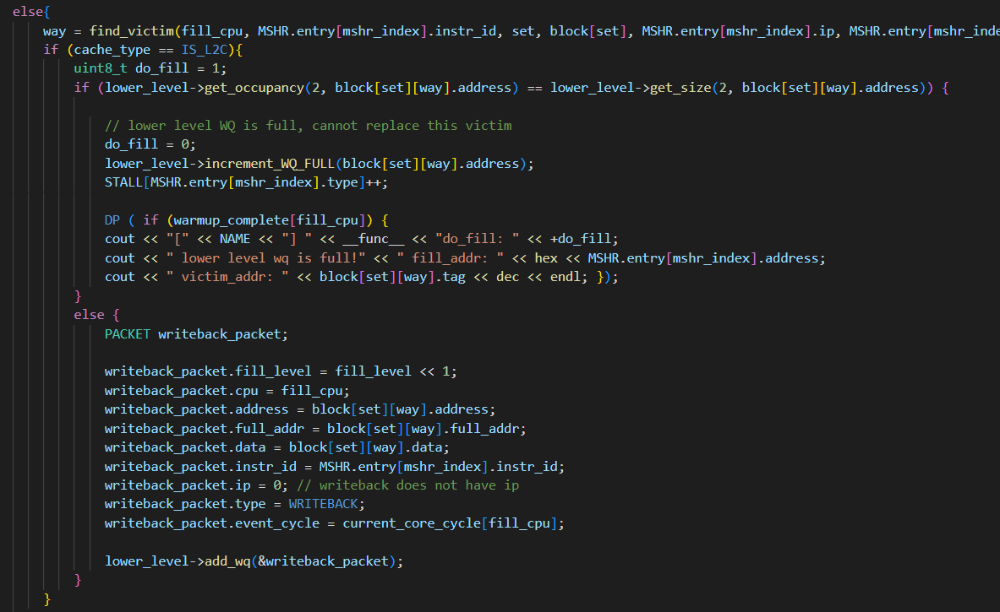 else{
way = find_victim(fill_cpu, MSHR.entry[mshr_index].instr_id, set, block[set], MSHR.entry[mshr_index].ip, MSHR.entry[mshr_inde
if (cache_type == IS_L2C){
uint8_t do_fill = 1;
if (lower_level->get_occupancy(2, block[set][way].address) == lower_level->get_size(2, block[set][way].address)) {
// lower level WQ is full, cannot replace this victim
do_fill = 0;
lower_level->increment_WQ_FULL(block[set][way].address);
STALL[MSHR.entry[mshr_index].type]++;
DP ( if (warmup_complete[fill_cpu]) {
cout << "[" << NAME << "] " << __func__ << "do_fill: " << +do_fill;
cout << " lower level wq is full!" << " fill_addr: " << hex << MSHR.entry[mshr_index].address;
cout << " victim_addr: " << block[set][way].tag << dec << endl; });
}
else {
PACKET writeback_packet;
writeback_packet.fill_level = fill_level << 1;
writeback_packet.cpu = fill_cpu;
writeback_packet.address = block[set][way].address;
writeback_packet.full_addr = block[set][way].full_addr;
writeback_packet.data = block[set][way].data;
writeback_packet.instr_id = MSHR.entry[mshr_index].instr_id;
writeback_packet.ip = 0; // writeback does not have ip
writeback_packet.type = WRITEBACK;
writeback_packet.event_cycle = current_core_cycle[fill_cpu];
lower_level->add_wq(&writeback_packet);
}
}